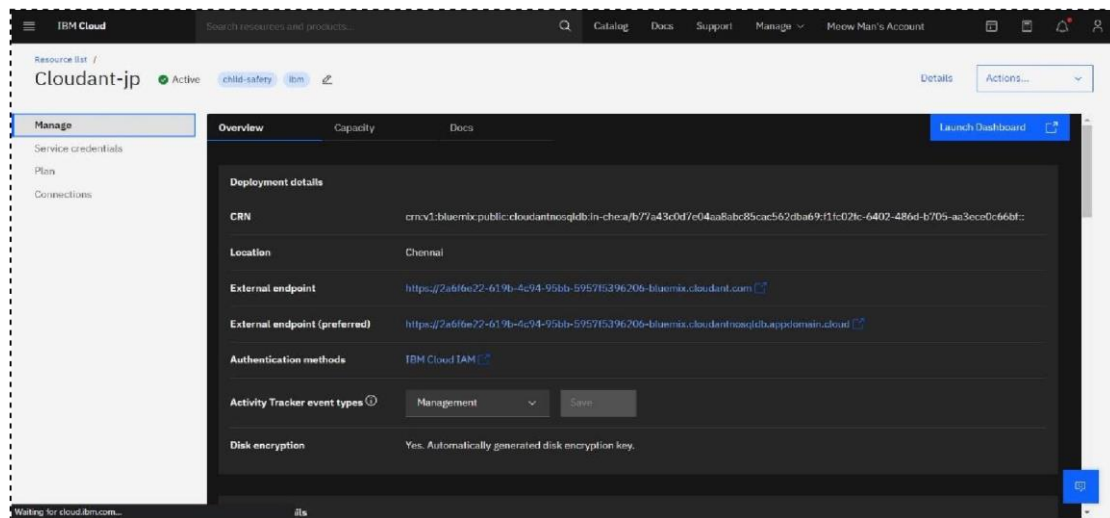 IBM Cloud Search resources and products... Catalog Docs Support Manage Meow Man's Account
Resource list /
Cloudant-jp Active child-safety ibm Details Actions...
Manage
Service credentials
Plan
Connections
Overview Capacity Docs Launch Dashboard
Deployment details
CRN crn:v1:bluemix:public:cloudantnosqldb:in-che:a/b77a43c0d7e04aa8abc85cac562dba69:f1fc02fc-6402-486d-b705-aa3ece0c66bf::
Location Chennai
External endpoint https://2a6f6e22-619b-4c94-95bb-5957f5396206-bluemix.cloudant.com
External endpoint (preferred) https://2a6f6e22-619b-4c94-95bb-5957f5396206-bluemix.cloudantnosqldb.appdomain.cloud
Authentication methods IBM Cloud IAM
Activity Tracker event types Management Save
Disk encryption Yes. Automatically generated disk encryption key.
Waiting for cloud.ibm.com... ils